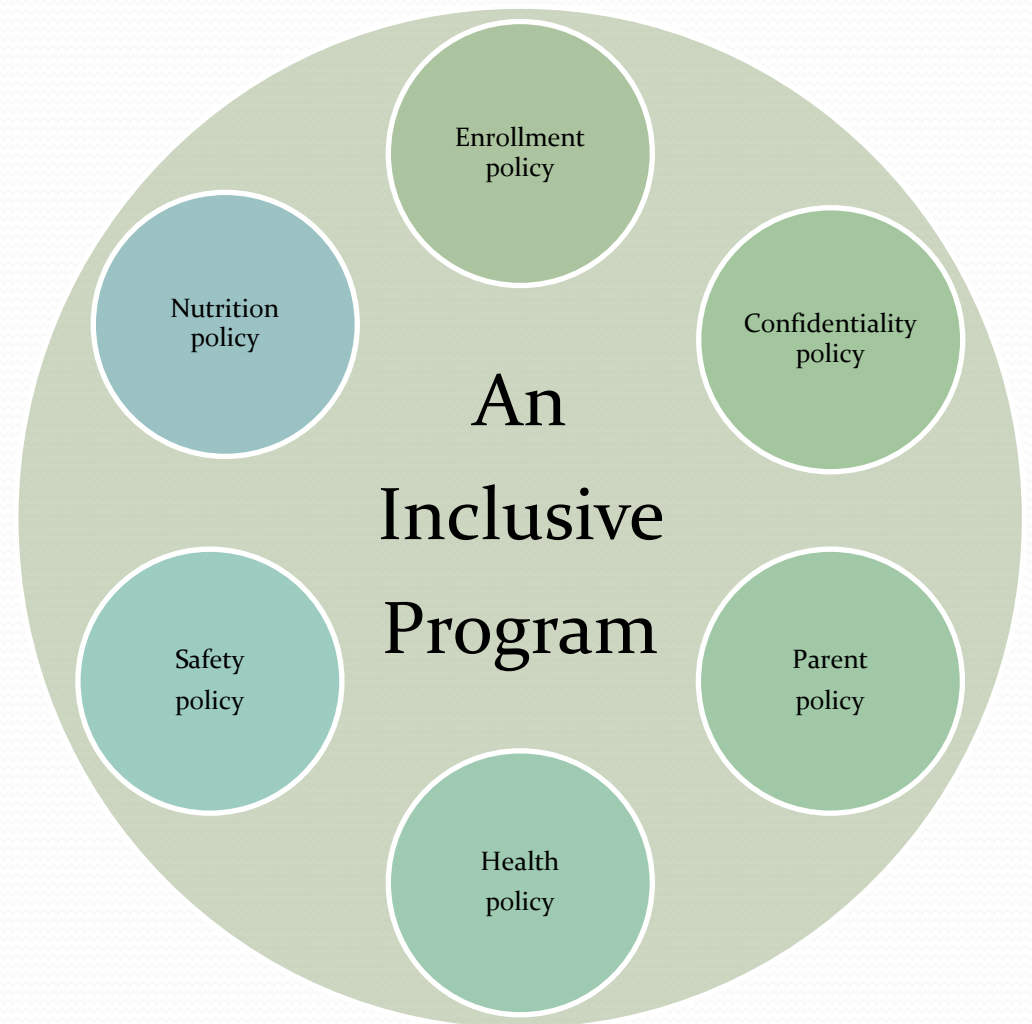 Enrollment
policy
Confidentiality
policy
Parent
policy
Health
policy
Safety
policy
Nutrition
policy
An
Inclusive
Program